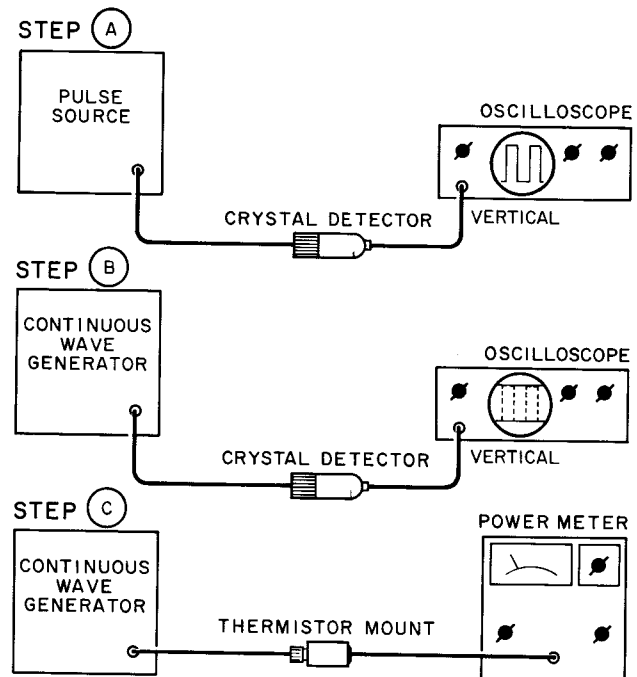 STEP A
PULSE
SOURCE
OSCILLOSCOPE
CRYSTAL DETECTOR
VERTICAL
STEP B
CONTINUOUS
WAVE
GENERATOR
OSCILLOSCOPE
CRYSTAL DETECTOR
VERTICAL
STEP C
CONTINUOUS
WAVE
GENERATOR
POWER METER
THERMISTOR MOUNT